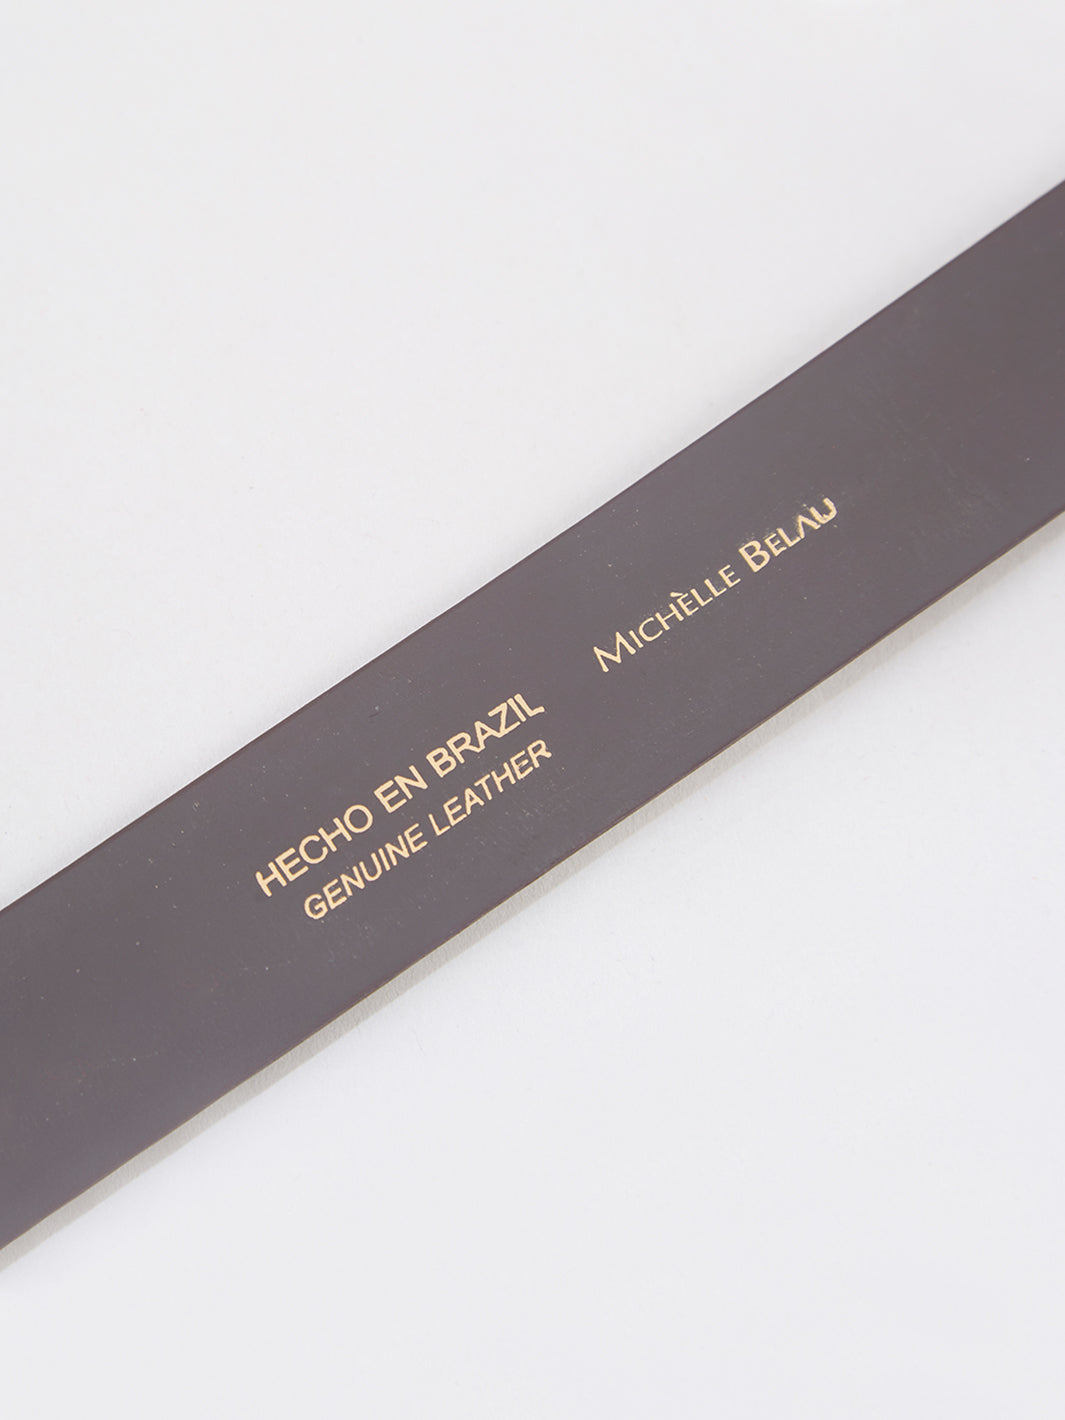 HECHO EN BRAZIL
GENUINE LEATHER
MICHÈLLE BELAU